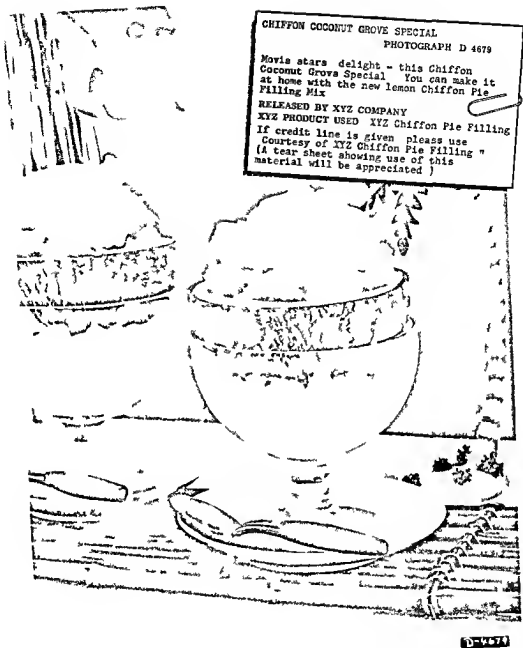 CHIFFON COCONUT GROVE SPECIAL
PHOTOGRAPH D 4679
Movie stars delight - this Chiffon
Coconut Grove Special You can make it
at home with the new lemon Chiffon Pie
Filling Mix
RELEASED BY XYZ COMPANY
XYZ PRODUCT USED XYZ Chiffon Pie Filling
If credit line is given please use
Courtesy of XYZ Chiffon Pie Filling "
(A tear sheet showing use of this
material will be appreciated )
D-4679